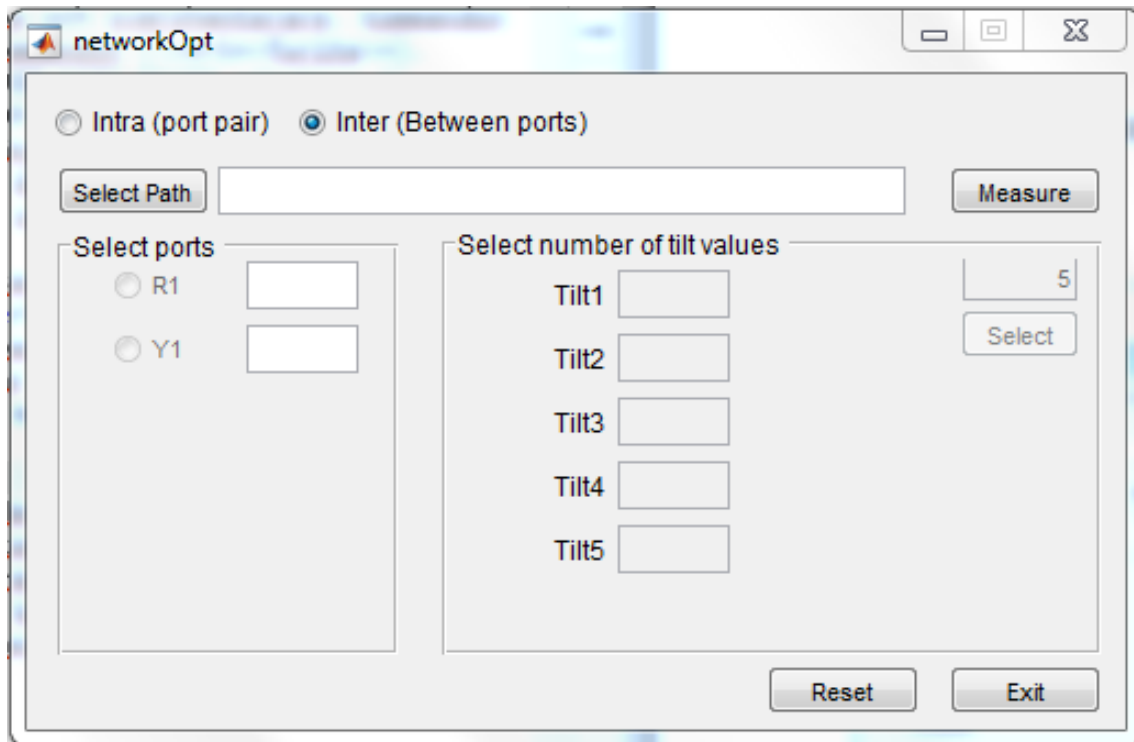 networkOpt
Intra (port pair) Inter (Between ports)
Select Path Measure
Select ports Select number of tilt values
R1 Tilt1 5
Y1 Tilt2 Select
Tilt3
Tilt4
Tilt5
Reset Exit